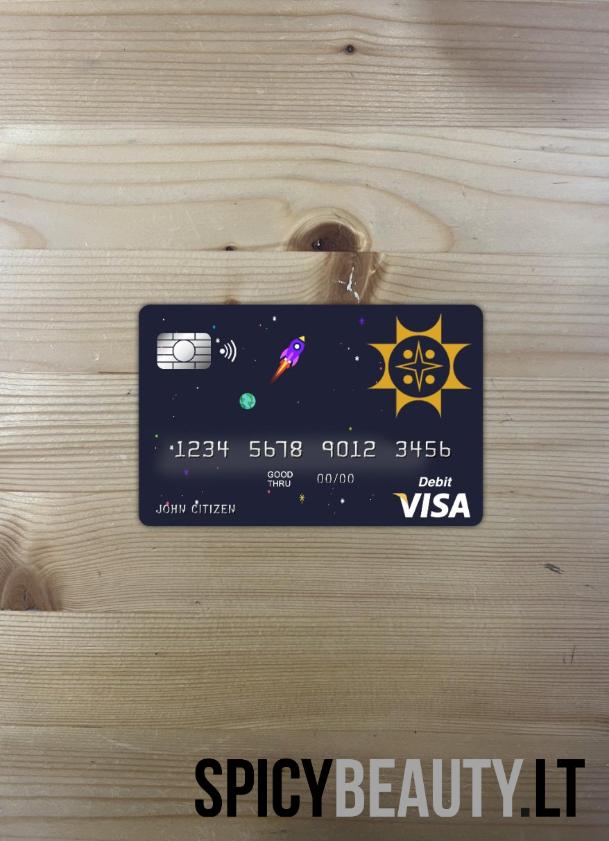 1234 5678 9012 3456
GOOD
THRU 00/00
JOHN CITIZEN
Debit
VISA
SPICYBEAUTY.LT